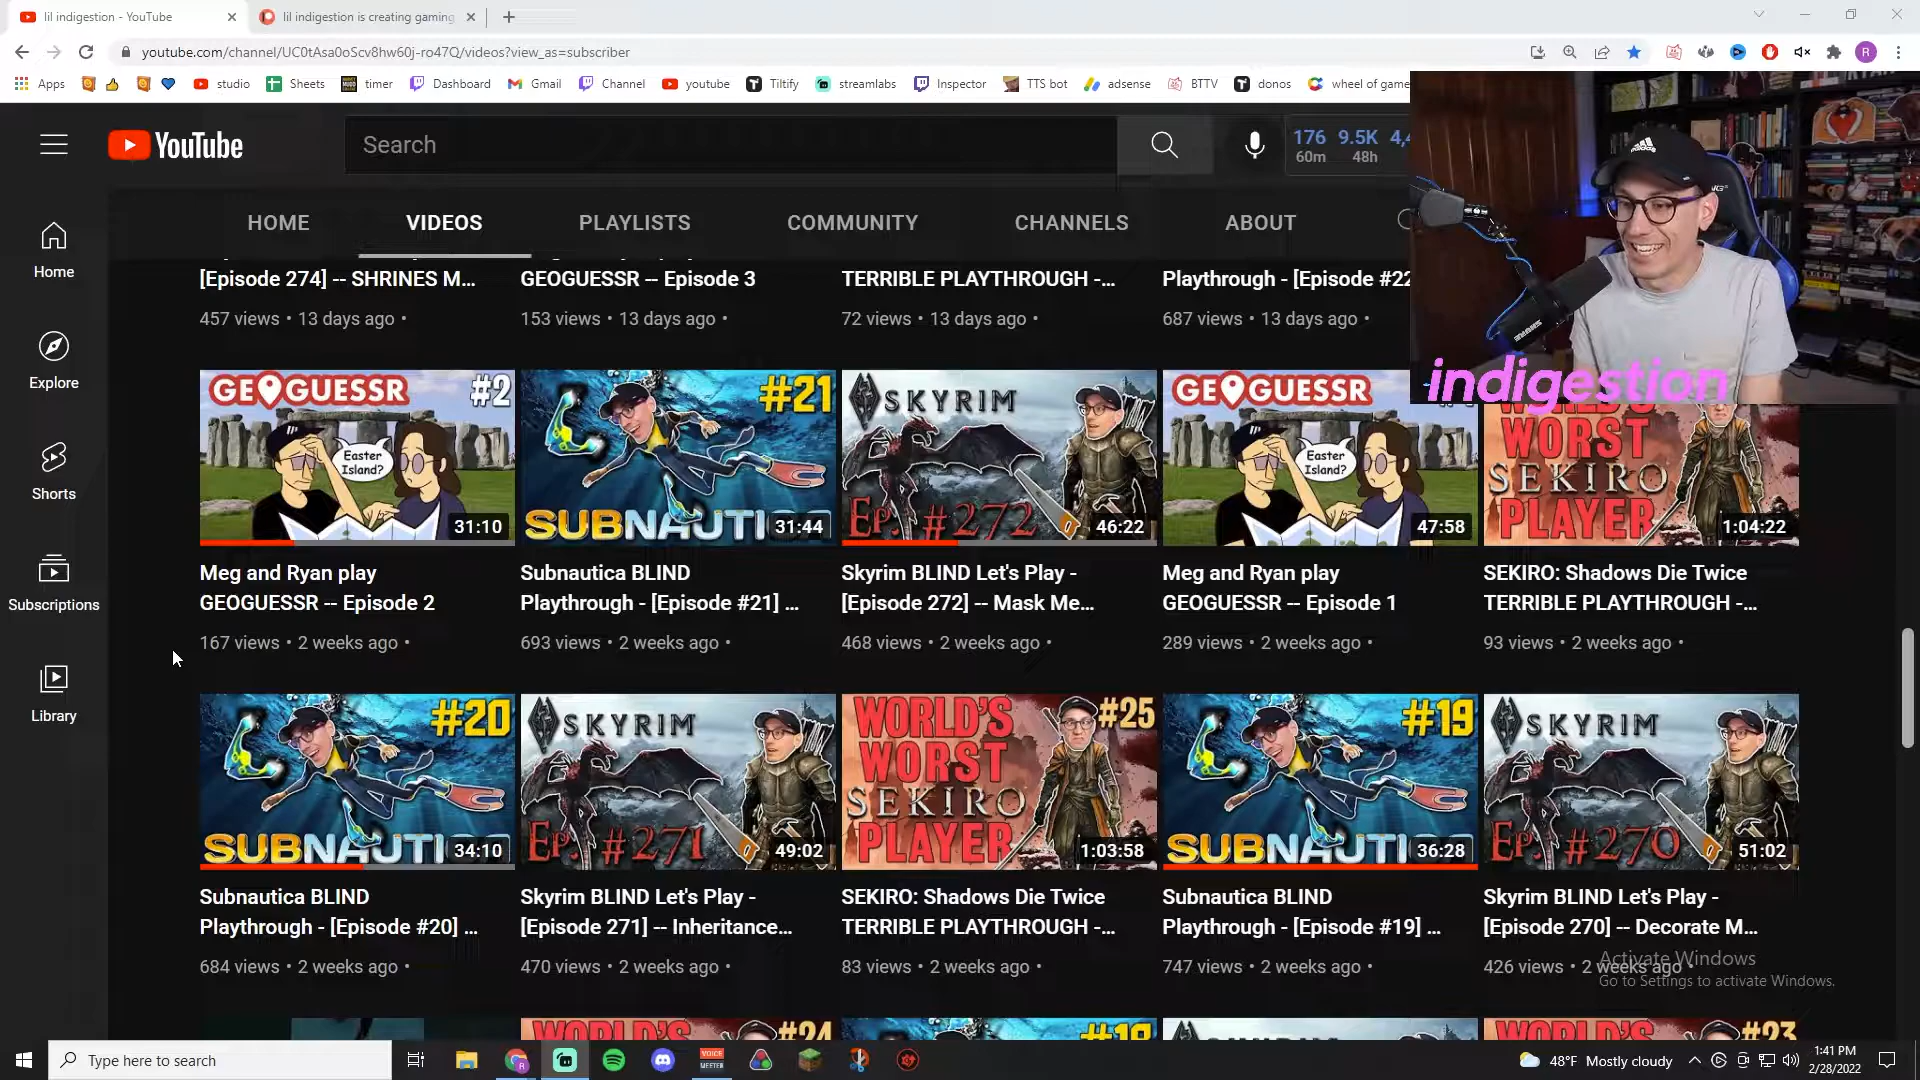 lil indigestion - YouTube
lil indigestion is creating gaming
youtube.com/channel/UC0tAsa0oScv8hw60j-ro47Q/videos?view_as=subscriber
Apps studio Sheets timer Dashboard Gmail Channel youtube Tiltify streamlabs Inspector TTS bot adsense BTTV donos wheel of game
YouTube
Search
176 9.5K 4,4
60m 48h
HOME VIDEOS PLAYLISTS COMMUNITY CHANNELS ABOUT
Home
Explore
Shorts
Subscriptions
Library
[Episode 274] -- SHRINES M...
457 views • 13 days ago •
GEOGUESSR -- Episode 3
153 views • 13 days ago •
TERRIBLE PLAYTHROUGH -...
72 views • 13 days ago •
Playthrough - [Episode #22
687 views • 13 days ago •
indigestion
GEOGUESSR #2
Easter
Island?
31:10
Meg and Ryan play
GEOGUESSR -- Episode 2
167 views • 2 weeks ago •
#21
SUBNAUTI
31:44
Subnautica BLIND
Playthrough - [Episode #21] ...
693 views • 2 weeks ago •
SKYRIM
Ep. #272
46:22
Skyrim BLIND Let's Play -
[Episode 272] -- Mask Me...
468 views • 2 weeks ago •
GEOGUESSR
Easter
Island?
47:58
Meg and Ryan play
GEOGUESSR -- Episode 1
289 views • 2 weeks ago •
WORLD'S
WORST
SEKIRO
PLAYER
1:04:22
SEKIRO: Shadows Die Twice
TERRIBLE PLAYTHROUGH -...
93 views • 2 weeks ago •
#20
SUBNAUTI
34:10
Subnautica BLIND
Playthrough - [Episode #20] ...
684 views • 2 weeks ago •
SKYRIM
Ep. #271
49:02
Skyrim BLIND Let's Play -
[Episode 271] -- Inheritance...
470 views • 2 weeks ago •
WORLD'S #25
WORST
SEKIRO
PLAYER
1:03:58
SEKIRO: Shadows Die Twice
TERRIBLE PLAYTHROUGH -...
83 views • 2 weeks ago •
#19
SUBNAUTI
36:28
Subnautica BLIND
Playthrough - [Episode #19] ...
747 views • 2 weeks ago •
SKYRIM
Ep. #270
51:02
Skyrim BLIND Let's Play -
[Episode 270] -- Decorate M...
426 views • 2 weeks ago •
Activate Windows
Go to Settings to activate Windows.
WORLD'S #24
#18
WORLD'S #23
Type here to search
VOICE
MEETER
48°F Mostly cloudy
1:41 PM
2/28/2022